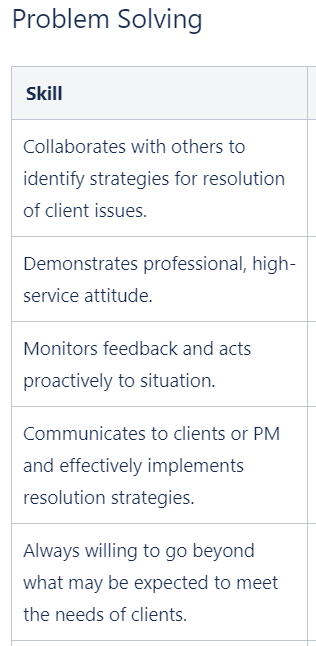 Problem Solving
Skill
Collaborates with others to
identify strategies for resolution
of client issues.
Demonstrates professional, high-
service attitude.
Monitors feedback and acts
proactively to situation.
Communicates to clients or PM
and effectively implements
resolution strategies.
Always willing to go beyond
what may be expected to meet
the needs of clients.